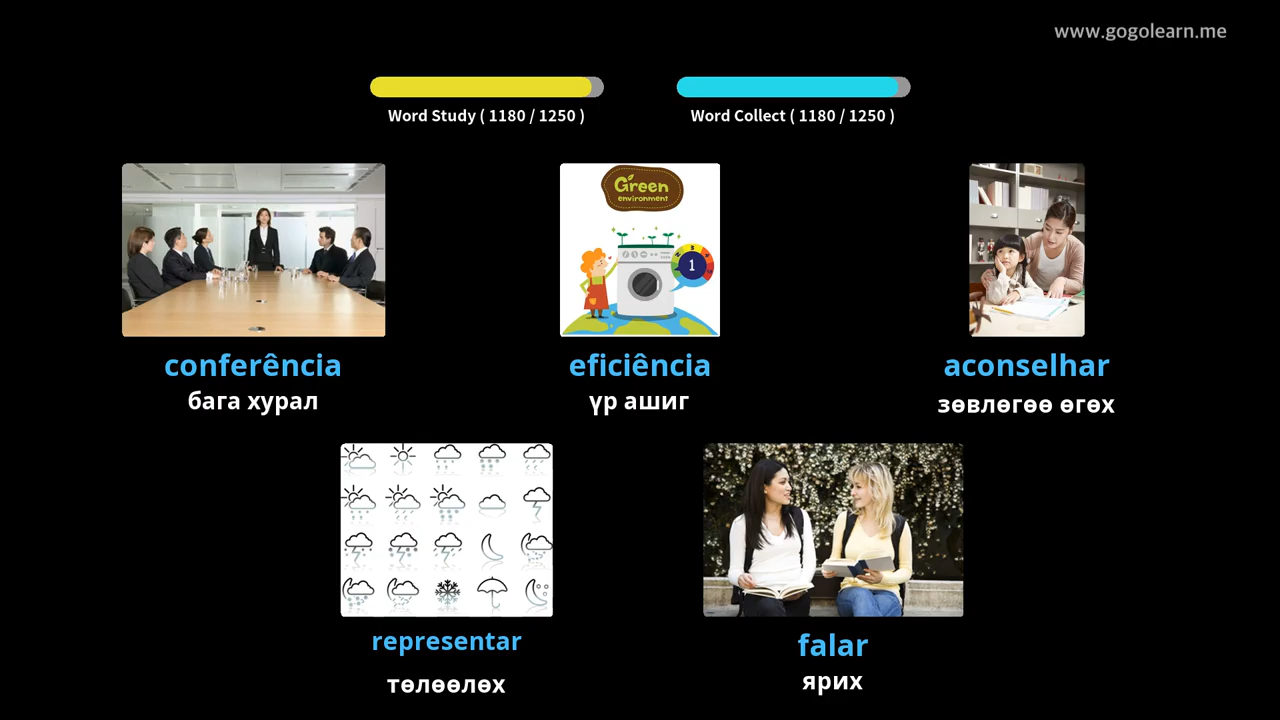 www.gogolearn.me
Word Study ( 1180 / 1250 )
Word Collect ( 1180 / 1250 )
Green
environment
1
conferência
бага хурал
eficiência
үр ашиг
aconselhar
зөвлөгөө өгөх
representar
төлөөлөх
falar
ярих